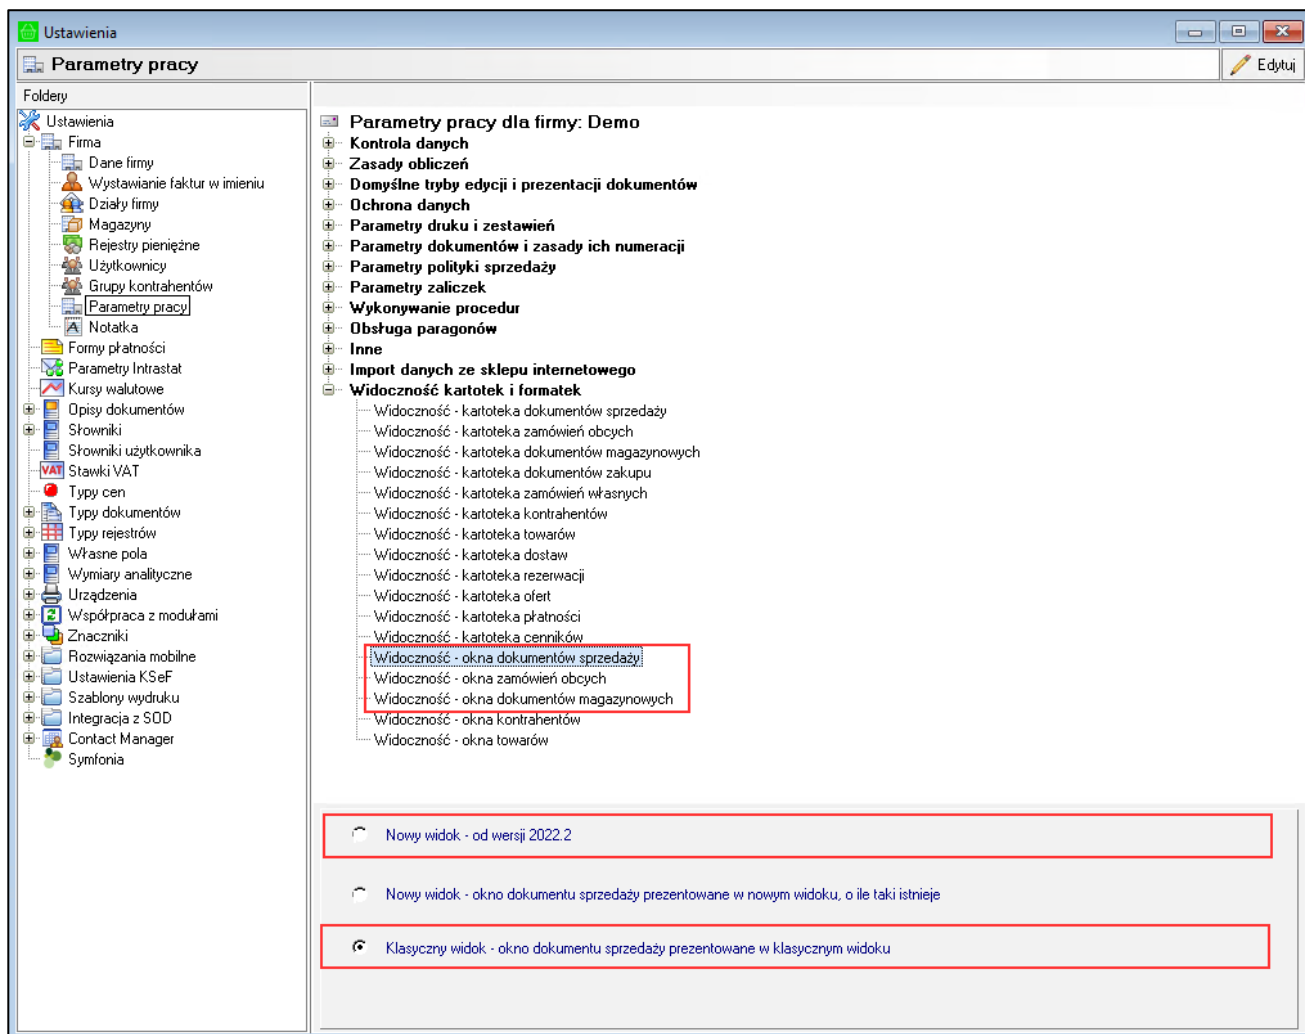 Ustawienia
Parametry pracy
Edytuj
Foldery
Ustawienia
Firma
Dane firmy
Wystawianie faktur w imieniu
Działy firmy
Magazyny
Rejestry pieniężne
Użytkownicy
Grupy kontrahentów
Parametry pracy
Notatka
Formy płatności
Parametry Intrastat
Kursy walutowe
Opisy dokumentów
Słowniki
Słowniki użytkownika
VAT Stawki VAT
Typy cen
Typy dokumentów
Typy rejestrów
Własne pola
Wymiary analityczne
Urządzenia
Współpraca z modułami
Znaczniki
Rozwiązania mobilne
Ustawienia KSeF
Szablony wydruku
Integracja z SOD
Contact Manager
Symfonia
Parametry pracy dla firmy: Demo
Kontrola danych
Zasady obliczeń
Domyślne tryby edycji i prezentacji dokumentów
Ochrona danych
Parametry druku i zestawień
Parametry dokumentów i zasady ich numeracji
Parametry polityki sprzedaży
Parametry zaliczek
Wykonywanie procedur
Obsługa paragonów
Inne
Import danych ze sklepu internetowego
Widoczność kartotek i formatek
Widoczność - kartoteka dokumentów sprzedaży
Widoczność - kartoteka zamówień obcych
Widoczność - kartoteka dokumentów magazynowych
Widoczność - kartoteka dokumentów zakupu
Widoczność - kartoteka zamówień własnych
Widoczność - kartoteka kontrahentów
Widoczność - kartoteka towarów
Widoczność - kartoteka dostaw
Widoczność - kartoteka rezerwacji
Widoczność - kartoteka ofert
Widoczność - kartoteka płatności
Widoczność - kartoteka cenników
Widoczność - okna dokumentów sprzedaży
Widoczność - okna zamówień obcych
Widoczność - okna dokumentów magazynowych
Widoczność - okna kontrahentów
Widoczność - okna towarów
Nowy widok - od wersji 2022.2
Nowy widok - okno dokumentu sprzedaży prezentowane w nowym widoku, o ile taki istnieje
Klasyczny widok - okno dokumentu sprzedaży prezentowane w klasycznym widoku